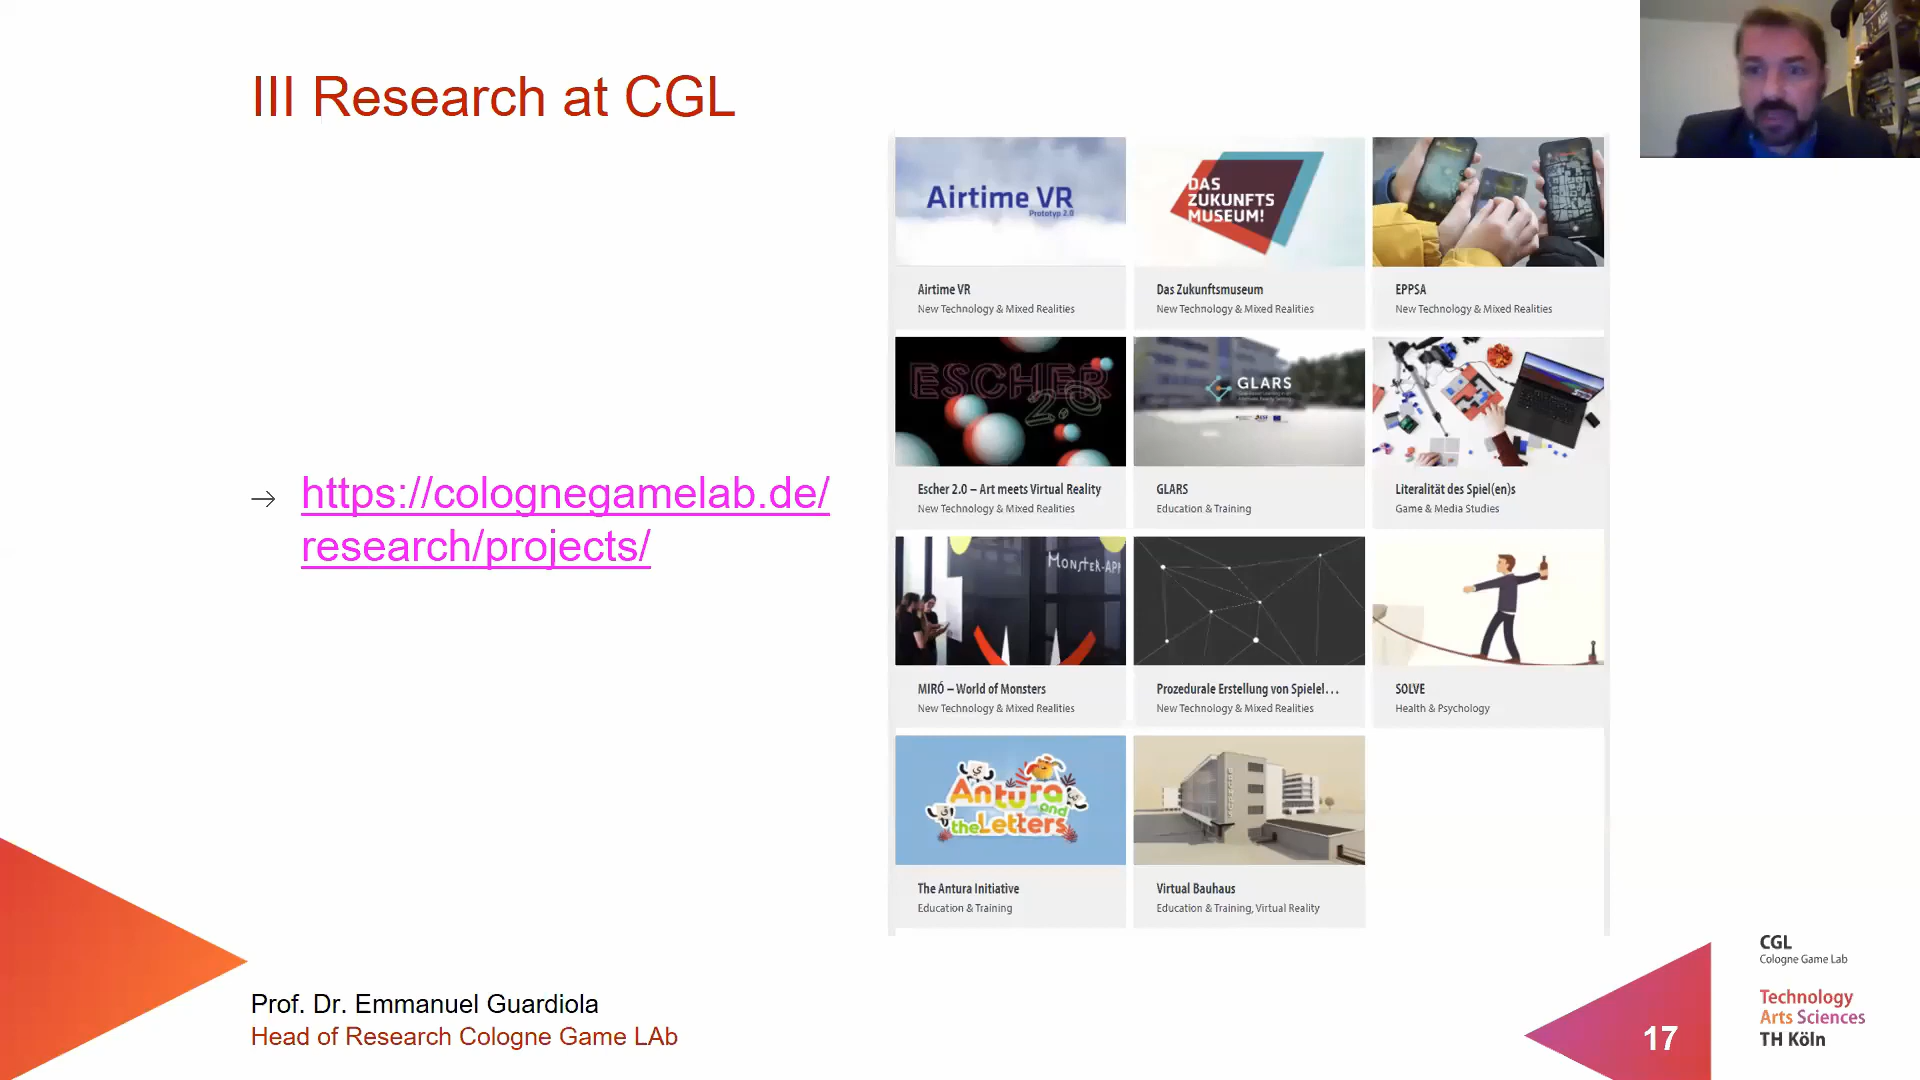 III Research at CGL
→ https://colognegamelab.de/
research/projects/
Airtime VR
Prototyp 2.0
DAS
ZUKUNFTS
MUSEUM!
Airtime VR
New Technology & Mixed Realities
Das Zukunftsmuseum
New Technology & Mixed Realities
EPPSA
New Technology & Mixed Realities
ESCHER
2.0
GLARS
Escher 2.0 – Art meets Virtual Reality
New Technology & Mixed Realities
GLARS
Education & Training
Literalität des Spiel(en)s
Game & Media Studies
MONSTER-APP
MIRÓ – World of Monsters
New Technology & Mixed Realities
Prozedurale Erstellung von Spielel…
New Technology & Mixed Realities
SOLVE
Health & Psychology
Antura
and
the Letters
The Antura Initiative
Education & Training
BAUHAUS
Virtual Bauhaus
Education & Training, Virtual Reality
Prof. Dr. Emmanuel Guardiola
Head of Research Cologne Game LAb
17
CGL
Cologne Game Lab
Technology
Arts Sciences
TH Köln